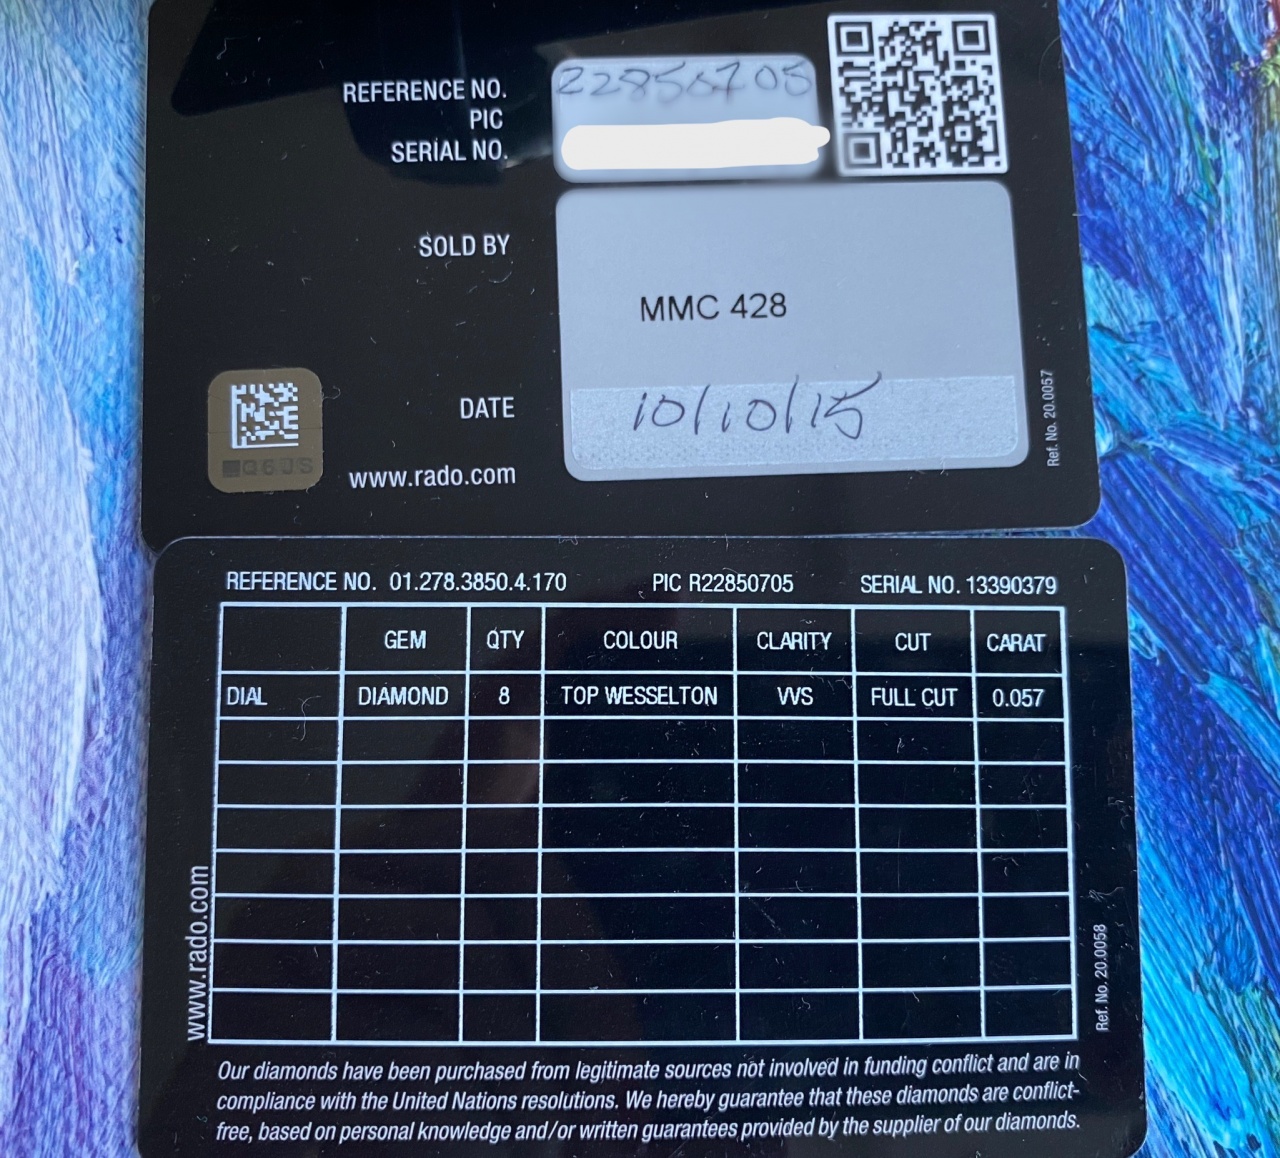 REFERENCE NO. 22850705
PIC
SERIAL NO.
SOLD BY
MMC 428
DATE 10/10/15
www.rado.com
Ref. No. 20.0057
REFERENCE NO. 01.278.3850.4.170 PIC R22850705 SERIAL NO. 13390379
GEM QTY COLOUR CLARITY CUT CARAT
DIAL DIAMOND 8 TOP WESSELTON VVS FULL CUT 0.057
www.rado.com
Ref. No. 20.0058
Our diamonds have been purchased from legitimate sources not involved in funding conflict and are in
compliance with the United Nations resolutions. We hereby guarantee that these diamonds are conflict-
free, based on personal knowledge and/or written guarantees provided by the supplier of our diamonds.